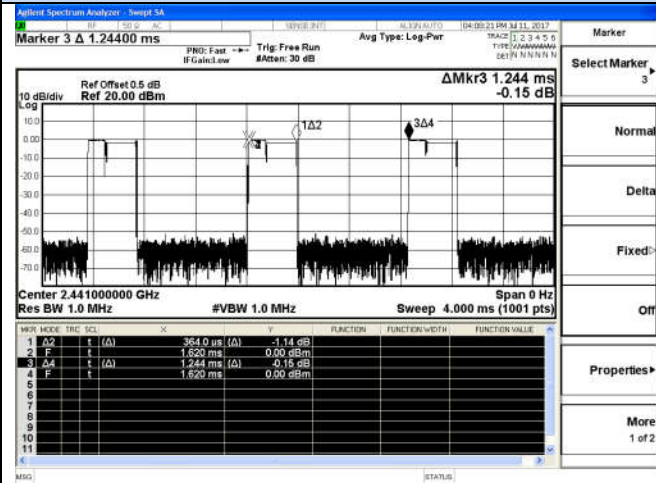 Agilent Spectrum Analyzer - Swept SA
RF 50 Ω AC SENSE:INT ALIGN AUTO 04:09:21 PM Jul 11, 2017
Marker 3 Δ 1.24400 ms
PNO: Fast Trig: Free Run
IFGain:Low #Atten: 30 dB
Avg Type: Log-Pwr
TRACE 1 2 3 4 5 6
TYPE
DET N N N N N N
Ref Offset 0.5 dB
10 dB/div Ref 20.00 dBm
Log
ΔMkr3 1.244 ms
-0.15 dB
10.0
0.00
-10.0
-20.0
-30.0
-40.0
-50.0
-60.0
-70.0
1Δ2
3Δ4
Center 2.441000000 GHz Span 0 Hz
Res BW 1.0 MHz #VBW 1.0 MHz Sweep 4.000 ms (1001 pts)
MKR MODE TRC SCL X Y FUNCTION FUNCTION WIDTH FUNCTION VALUE
1 Δ2 t (Δ) 364.0 us (Δ) -1.14 dB
2 F t 1.620 ms 0.00 dBm
3 Δ4 t (Δ) 1.244 ms (Δ) -0.15 dB
4 F t 1.620 ms 0.00 dBm
5
6
7
8
9
10
11
MSG STATUS
Marker
Select Marker
3
Normal
Delta
Fixed
Off
Properties
More
1 of 2